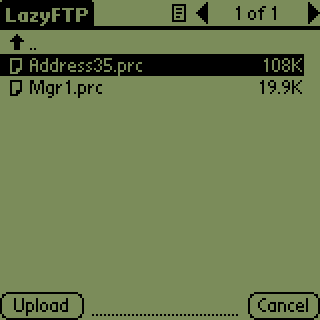 LazyFTP 1 of 1
..
Address35.prc 108K
Mgr1.prc 19.9K
Upload Cancel